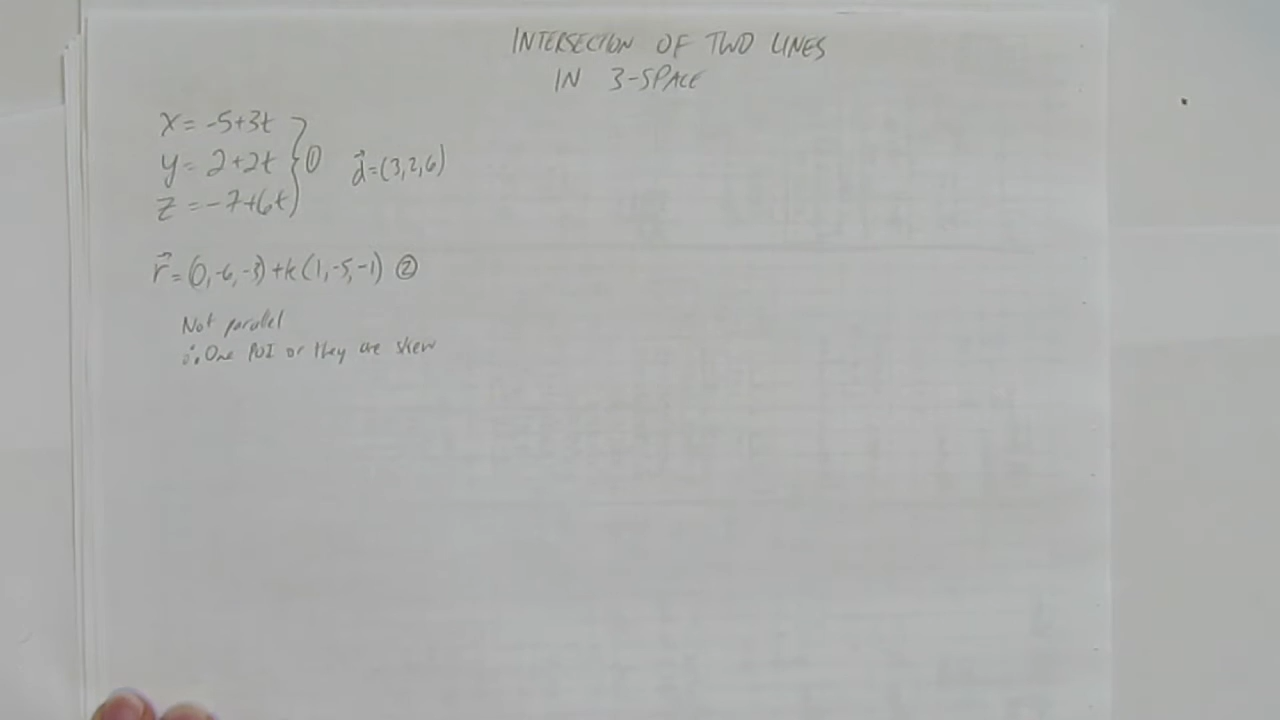 INTERSECTION OF TWO LINES
IN 3-SPACE
x = -5+3t
y = 2+2t } ① d⃗ = (3,2,6)
z = -7+6t
r⃗ = (0,-6,-3)+k(1,-5,-1) ②
Not parallel
∴ One POI or they are skew